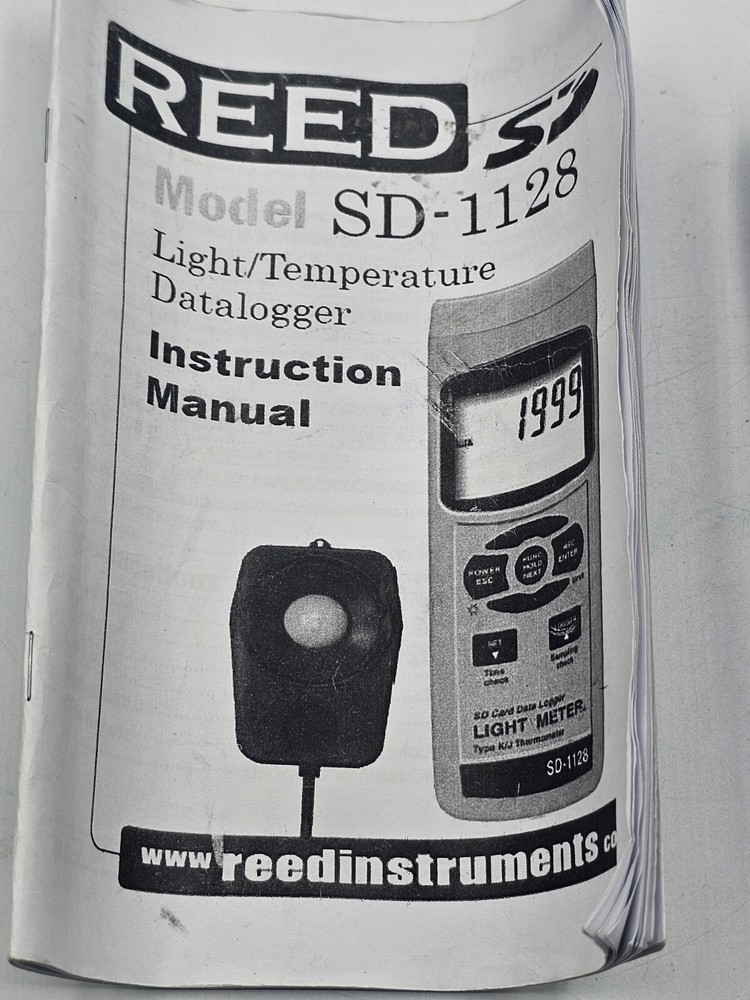 REED SD
Model SD-1128
Light/Temperature
Datalogger
Instruction
Manual
1999
POWER
ESC
FUNC
HOLD
NEXT
REC
ENTER
SET
Time
check
LOGGER
Sampling
check
SD Card Data Logger
LIGHT METER
Type K/J Thermometer
SD-1128
www.reedinstruments.co